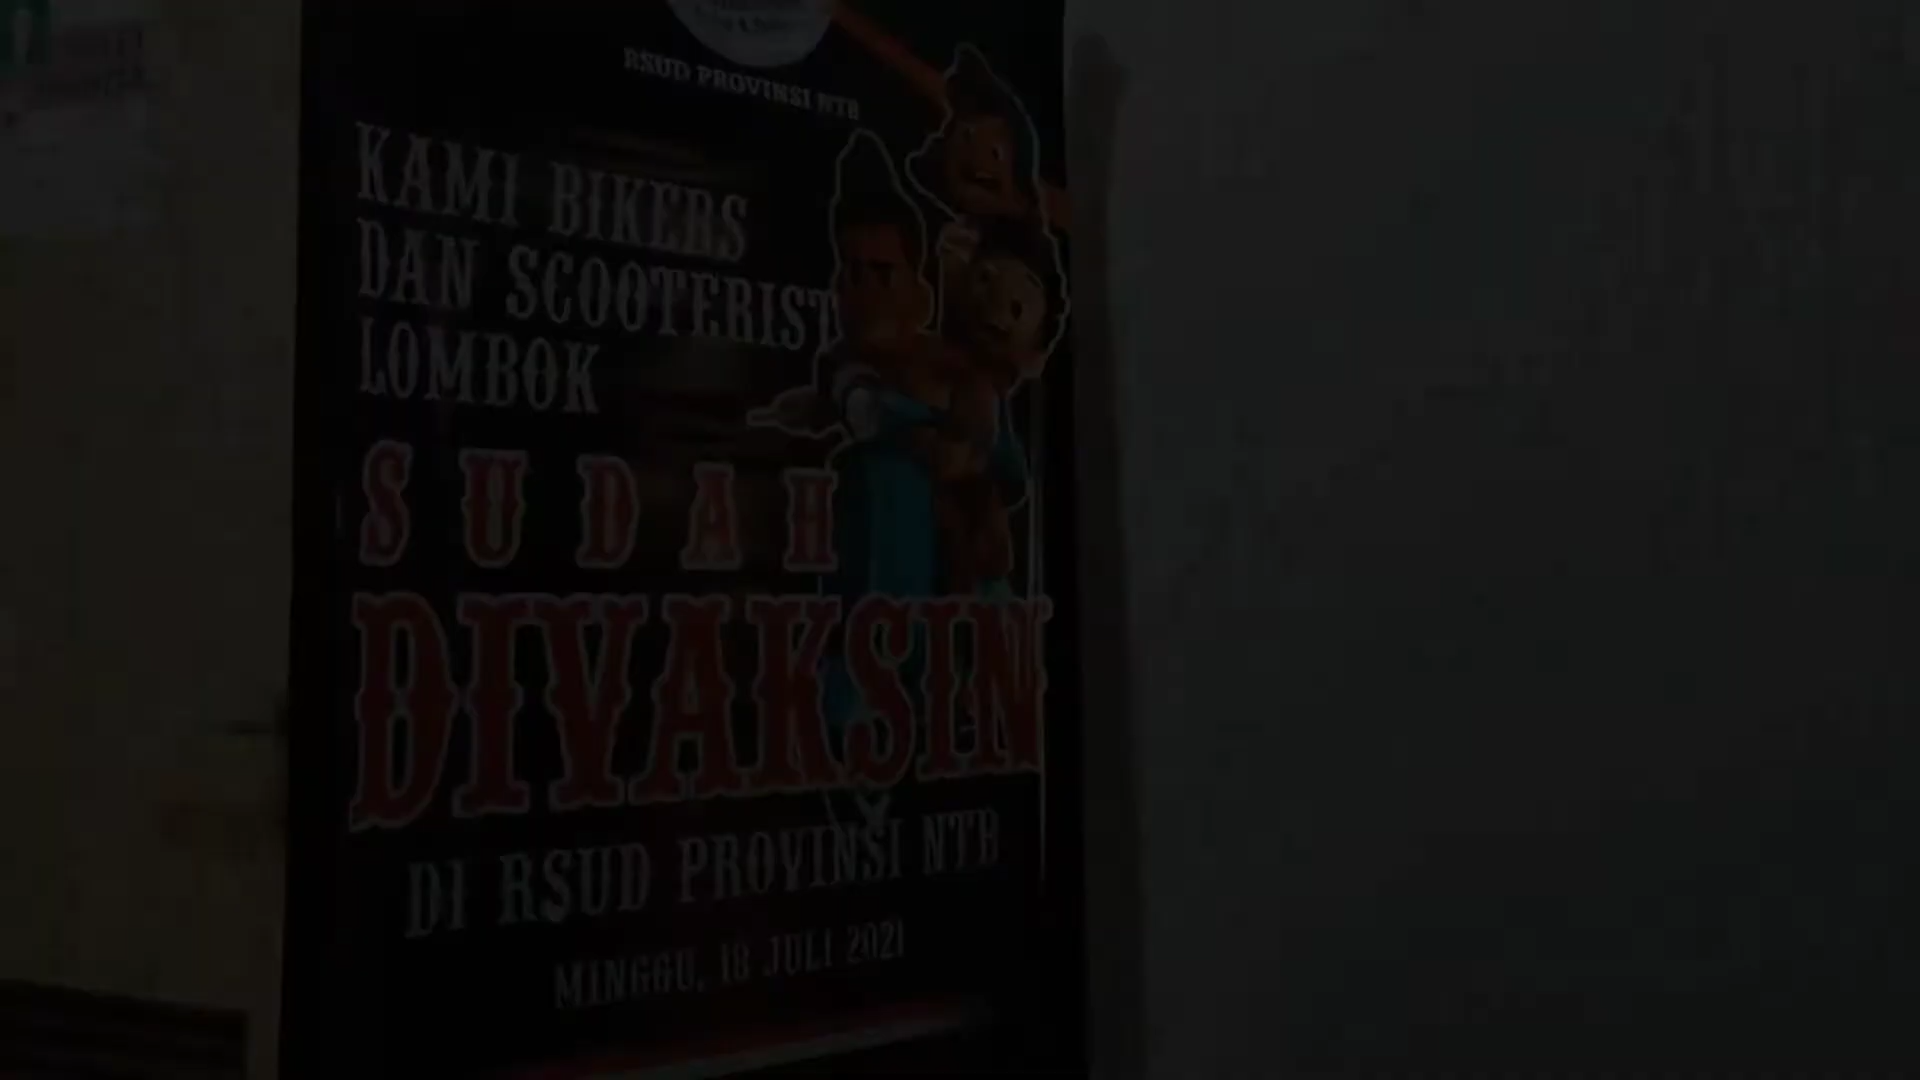 RSUD PROVINSI NTB
KAMI BIKERS
DAN SCOOTERIST
LOMBOK
SUDAH
DIVAKSIN
DI RSUD PROVINSI NTB
MINGGU, 18 JULI 2021